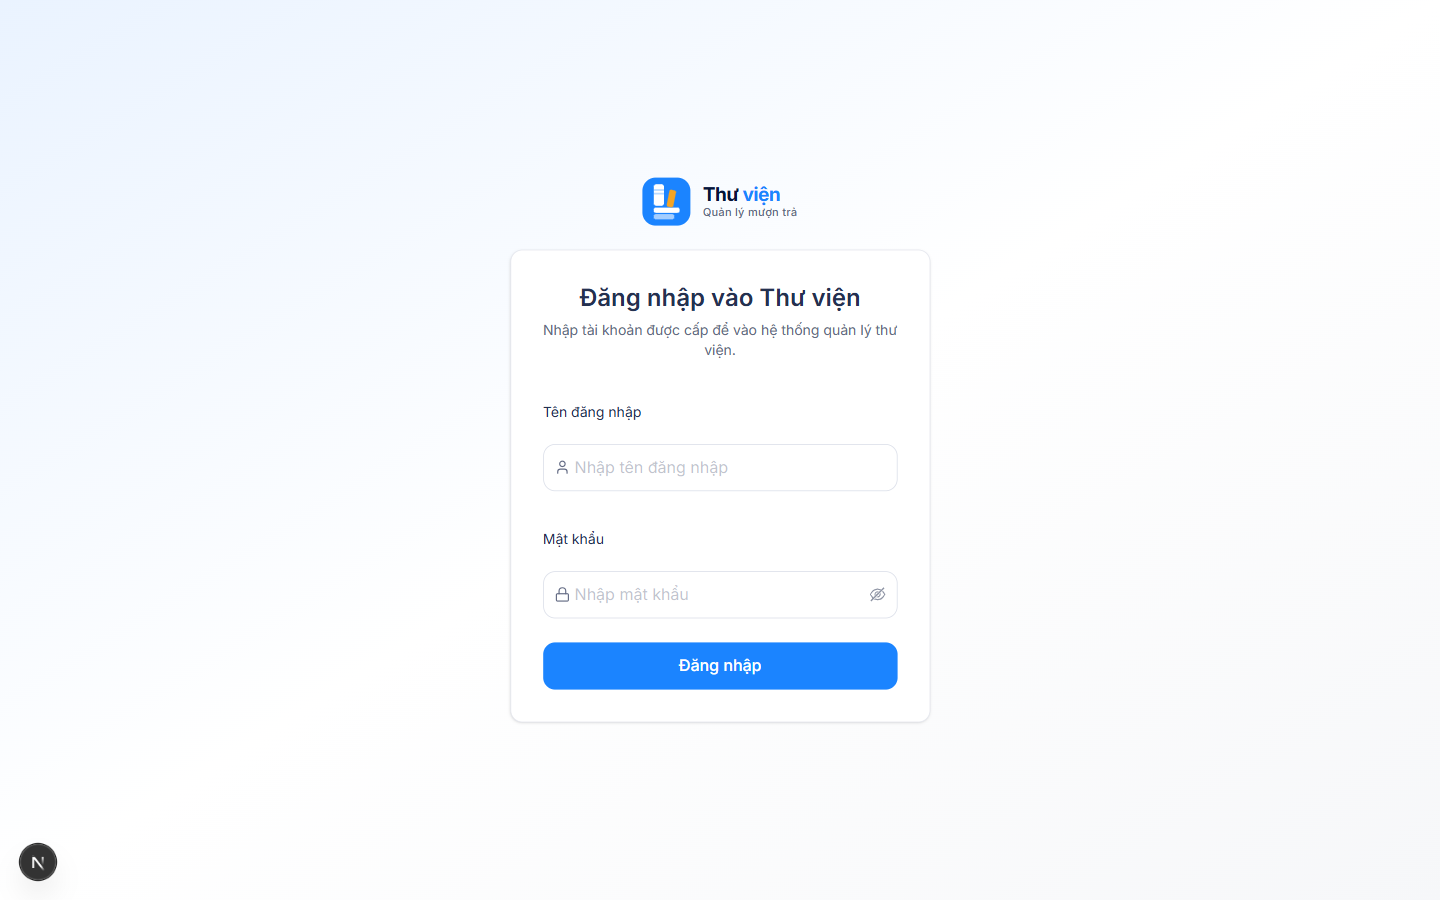 Thư viện
Quản lý mượn trả
Đăng nhập vào Thư viện
Nhập tài khoản được cấp để vào hệ thống quản lý thư
viện.
Tên đăng nhập
Nhập tên đăng nhập
Mật khẩu
Nhập mật khẩu
Đăng nhập
N